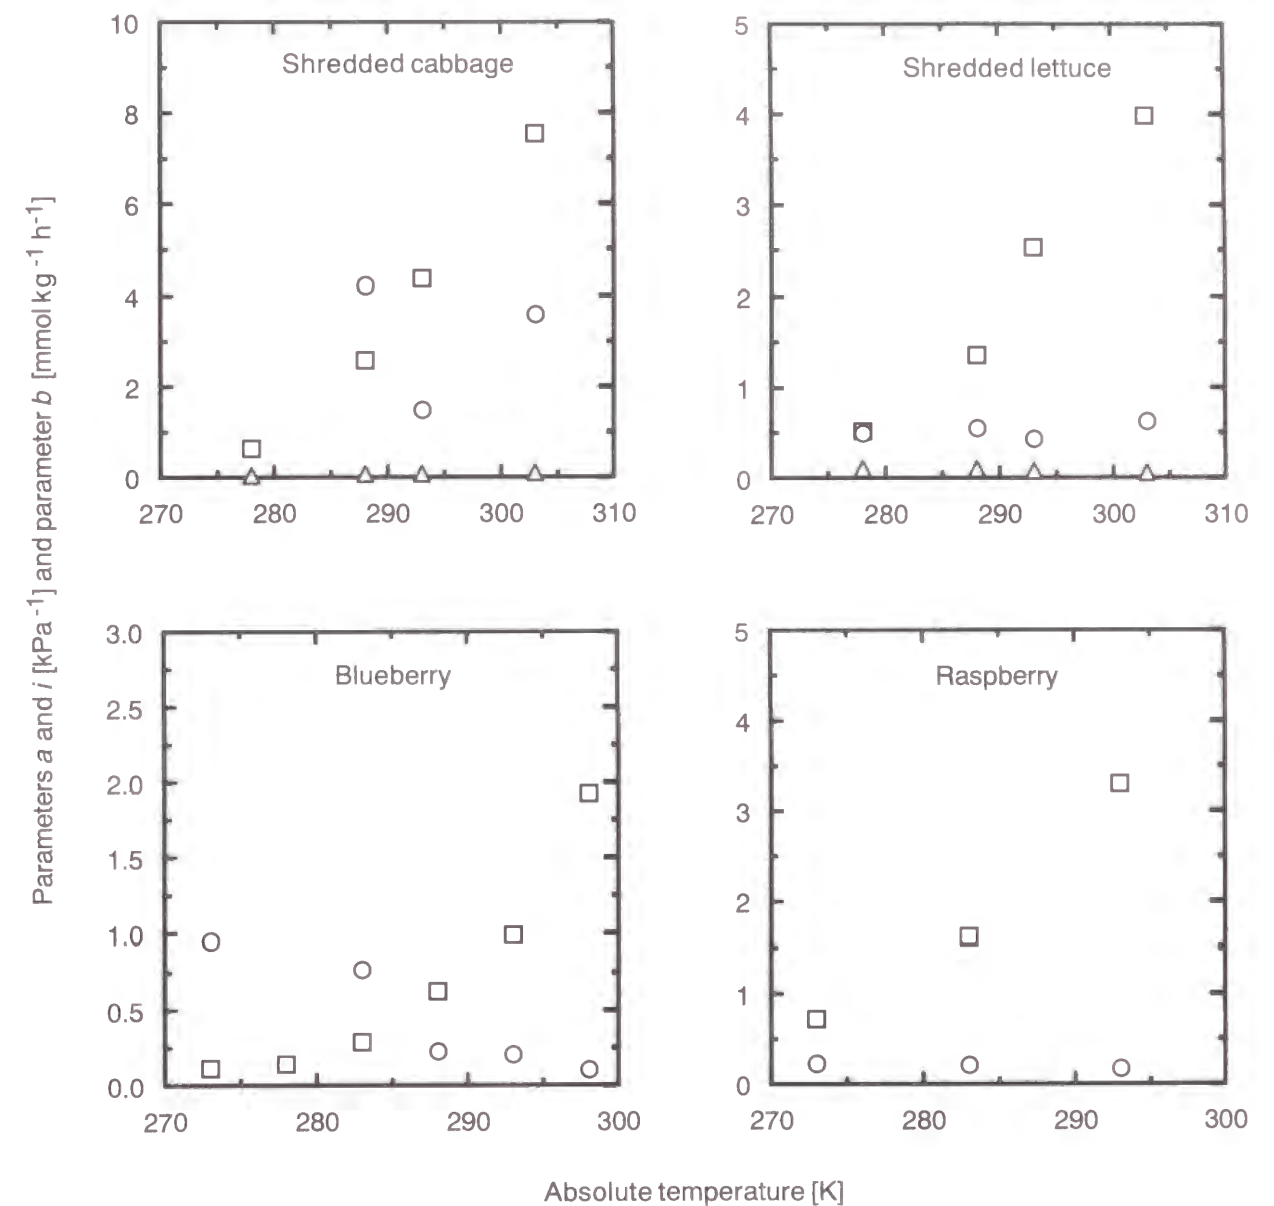 Parameters a and i [kPa⁻¹] and parameter b [mmol kg⁻¹ h⁻¹]
Shredded cabbage
10
8
6
4
2
0
270 280 290 300 310
Shredded lettuce
5
4
3
2
1
0
270 280 290 300 310
Blueberry
3.0
2.5
2.0
1.5
1.0
0.5
0.0
270 280 290 300
Raspberry
5
4
3
2
1
0
270 280 290 300
Absolute temperature [K]